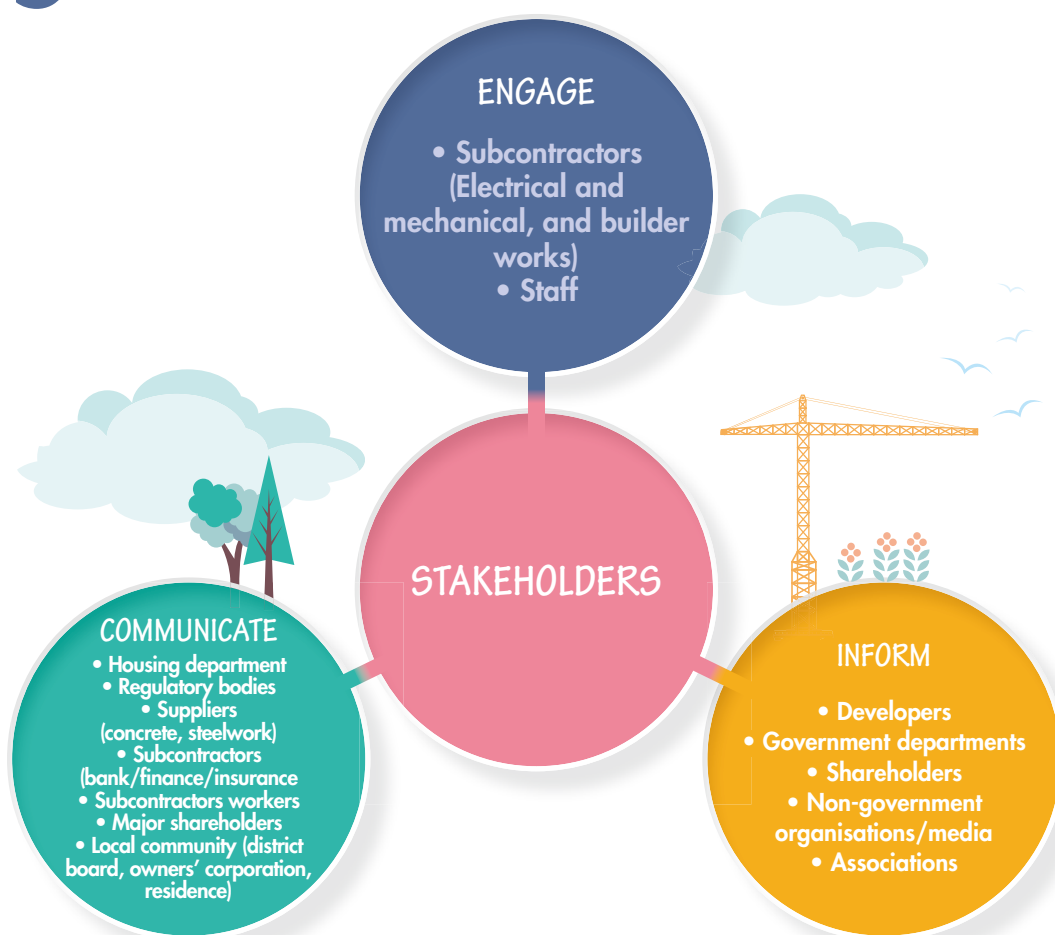 ENGAGE
• Subcontractors
(Electrical and
mechanical, and builder
works)
• Staff
STAKEHOLDERS
COMMUNICATE
• Housing department
• Regulatory bodies
• Suppliers
(concrete, steelwork)
• Subcontractors
(bank/finance/insurance
• Subcontractors workers
• Major shareholders
• Local community (district
board, owners’ corporation,
residence)
INFORM
• Developers
• Government departments
• Shareholders
• Non-government
organisations/media
• Associations